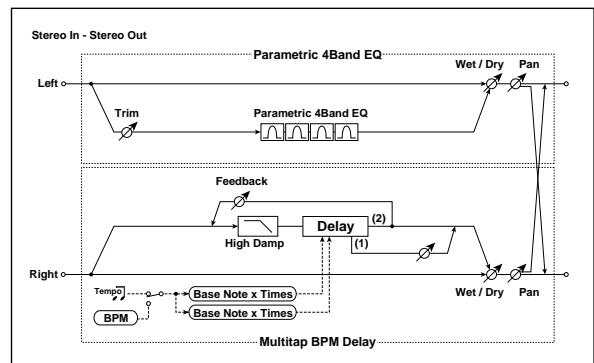 Stereo In - Stereo Out
Parametric 4Band EQ
Wet / Dry
Pan
Left
Trim
Parametric 4Band EQ
Feedback
High Damp
Delay
(2)
(1)
Right
Tempo
BPM
Base Note x Times
Base Note x Times
Wet / Dry
Pan
Multitap BPM Delay